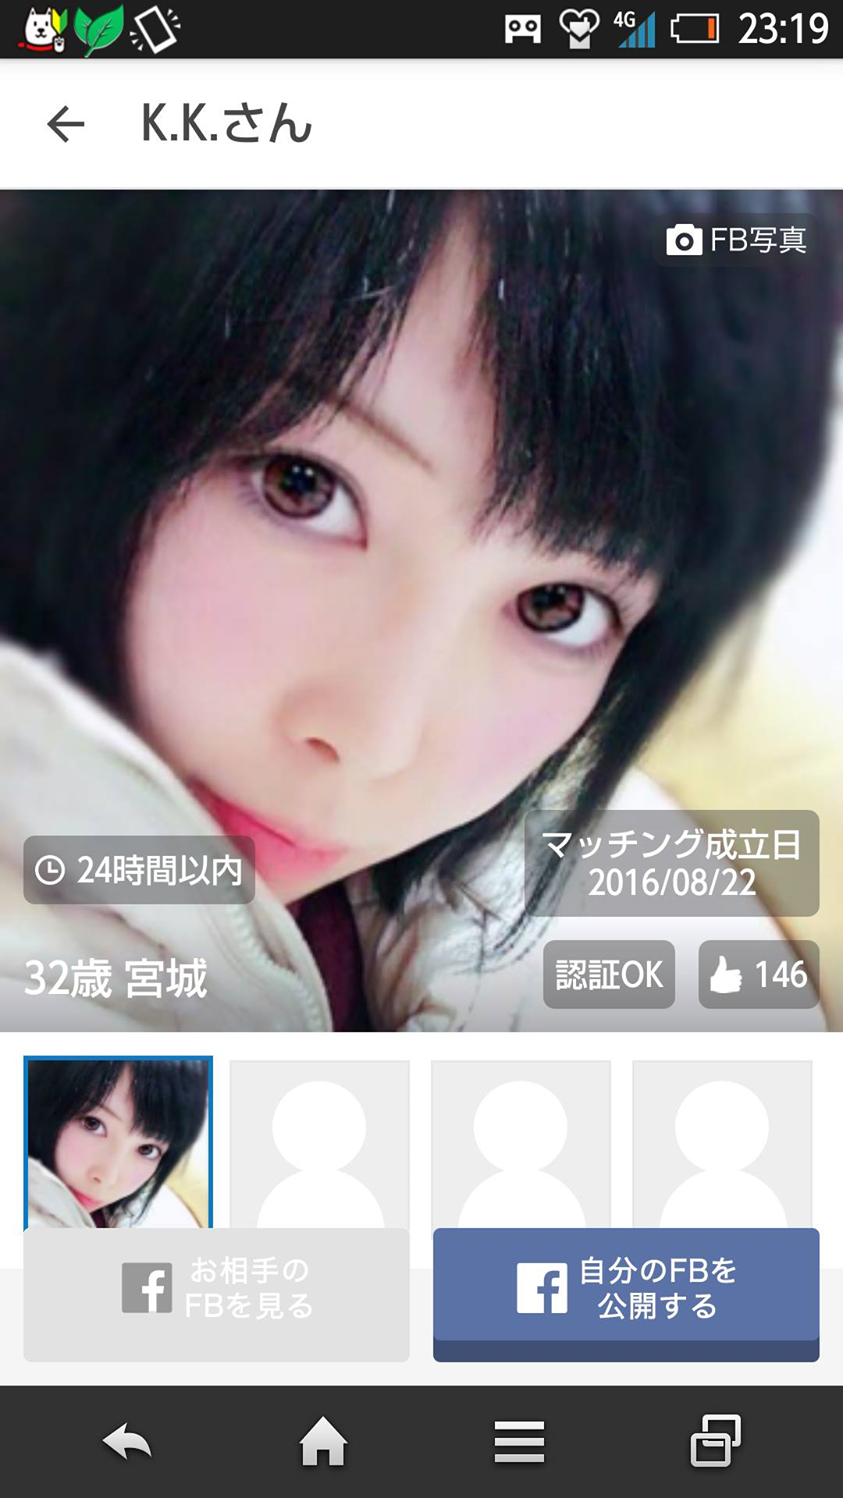 4G 23:19
K.K.さん
FB写真
24時間以内
マッチング成立日
2016/08/22
32歳 宮城
認証OK
146
お相手の
FBを見る
自分のFBを
公開する